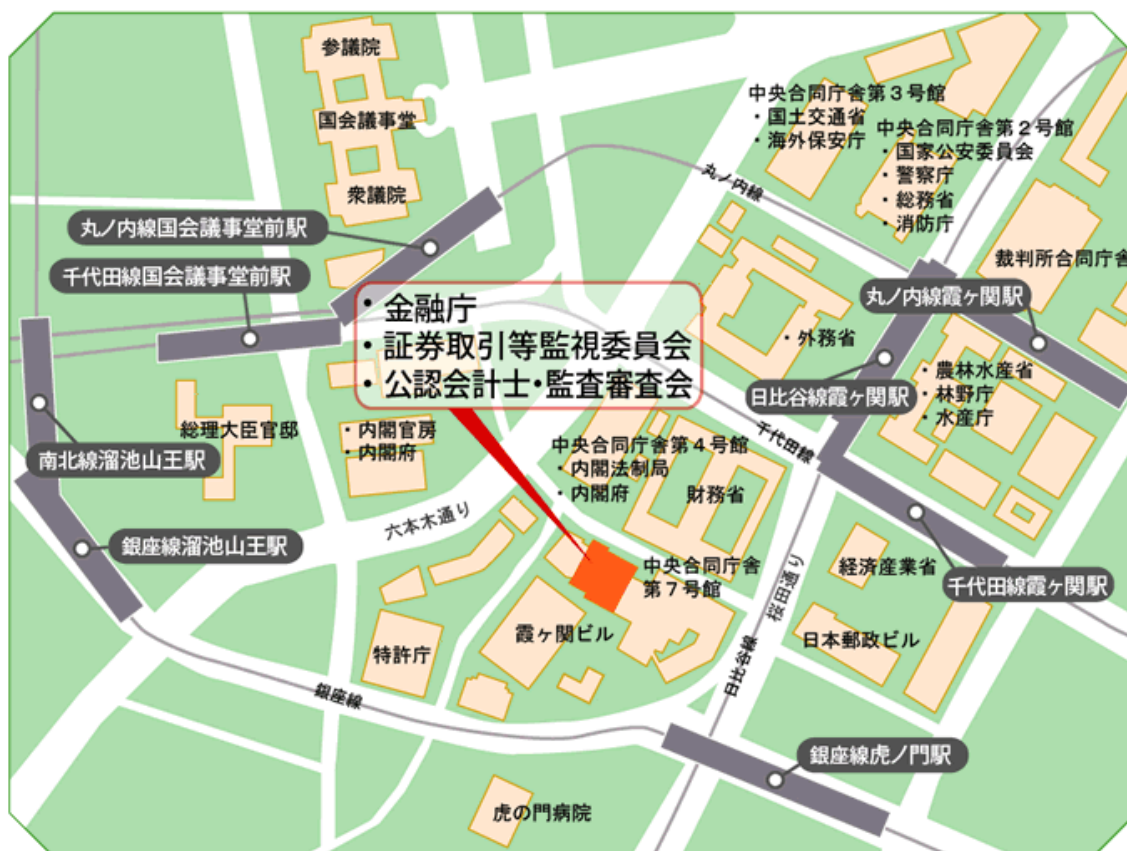 参議院
国会議事堂
衆議院
中央合同庁舎第3号館
・国土交通省
・海外保安庁
中央合同庁舎第2号館
・国家公安委員会
・警察庁
・総務省
・消防庁
丸ノ内線
裁判所合同庁舎
丸ノ内線国会議事堂前駅
千代田線国会議事堂前駅
・金融庁
・証券取引等監視委員会
・公認会計士・監査審査会
丸ノ内線霞ヶ関駅
・外務省
日比谷線霞ヶ関駅
・農林水産省
・林野庁
・水産庁
総理大臣官邸
南北線溜池山王駅
・内閣官房
・内閣府
中央合同庁舎第4号館
・内閣法制局
・内閣府
財務省
千代田線
六本木通り
銀座線溜池山王駅
中央合同庁舎
第7号館
経済産業省
千代田線霞ヶ関駅
桜田通り
霞ヶ関ビル
特許庁
日本郵政ビル
日比谷線
銀座線
銀座線虎ノ門駅
虎の門病院